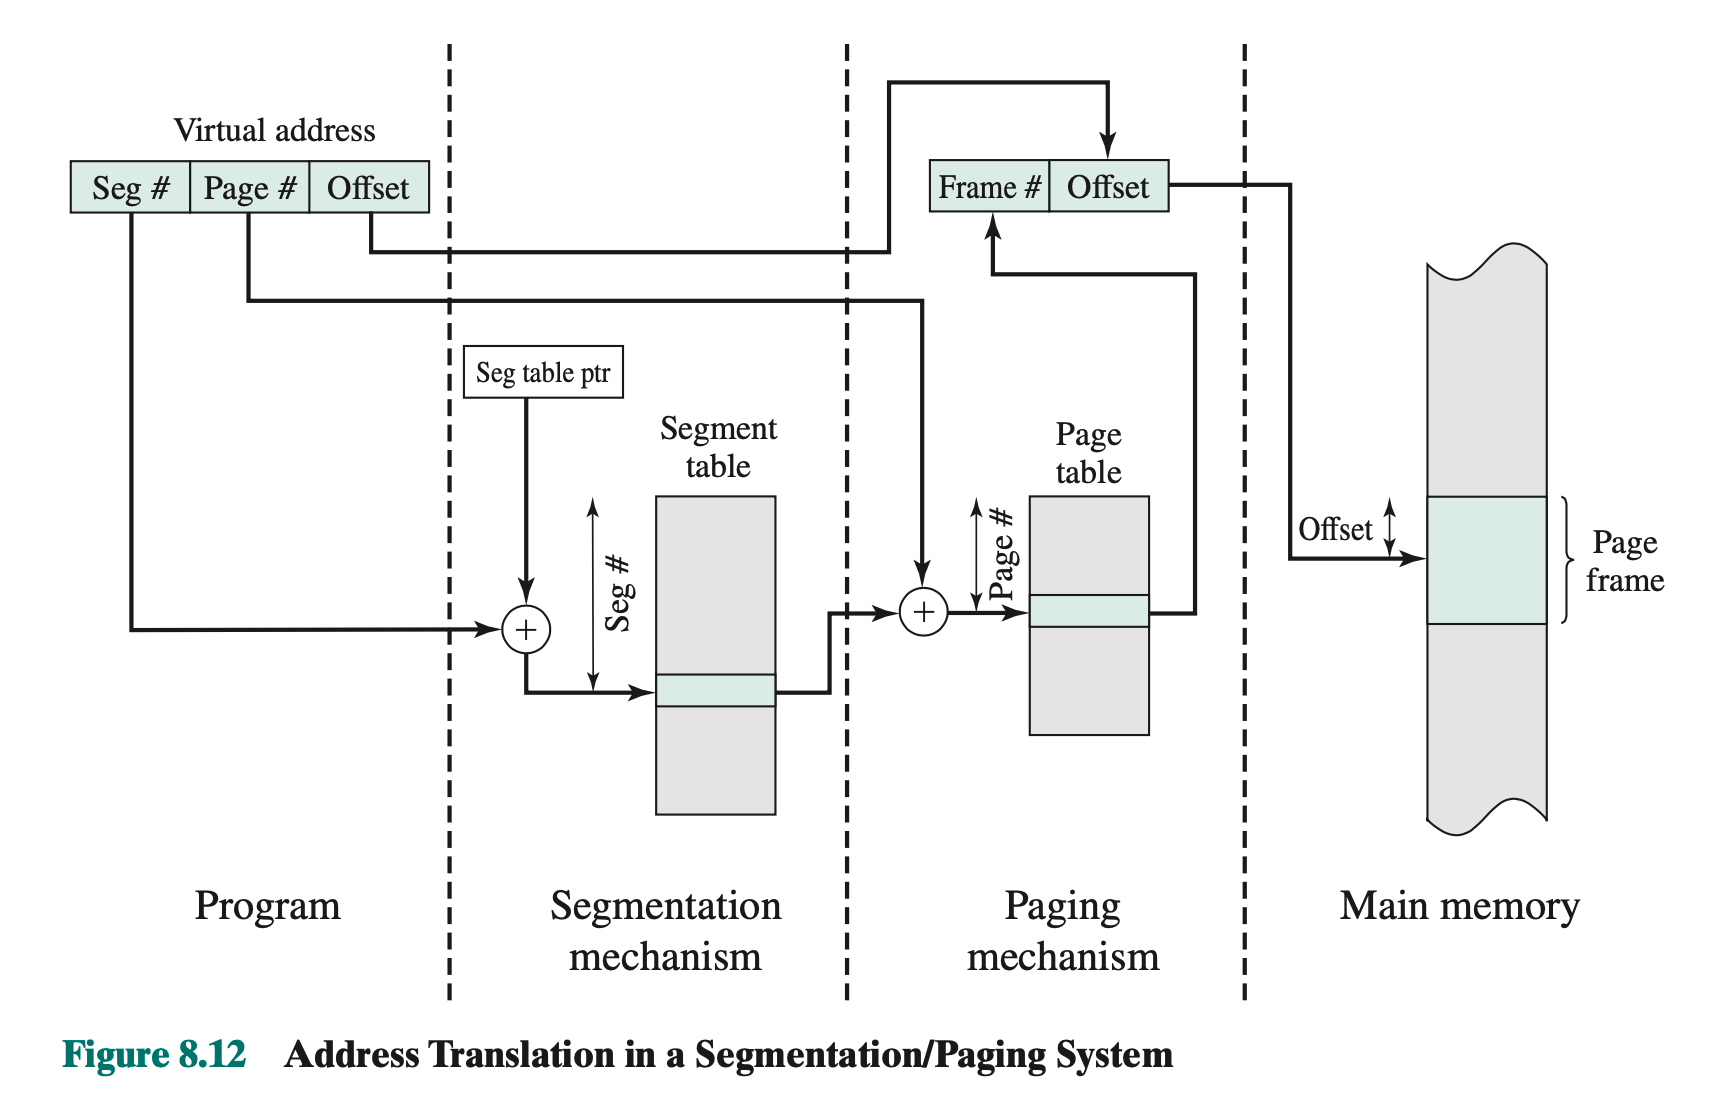 Virtual address
Seg # Page # Offset
Frame # Offset
Seg table ptr
Segment
table
Seg #
+
Page
table
Page #
+
Offset
Page
frame
Program
Segmentation
mechanism
Paging
mechanism
Main memory
Figure 8.12 Address Translation in a Segmentation/Paging System